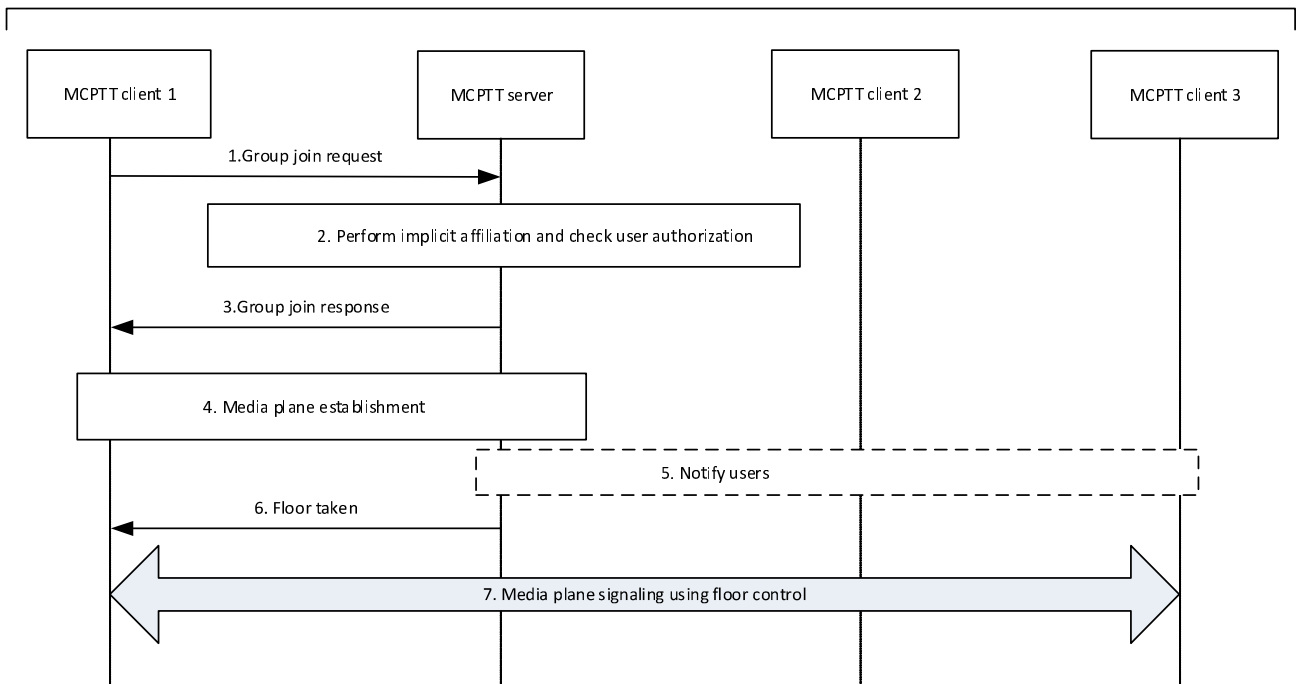 MCPTT client 1
MCPTT server
MCPTT client 2
MCPTT client 3
1.Group join request
2. Perform implicit affiliation and check user authorization
3.Group join response
4. Media plane establishment
5. Notify users
6. Floor taken
7. Media plane signaling using floor control